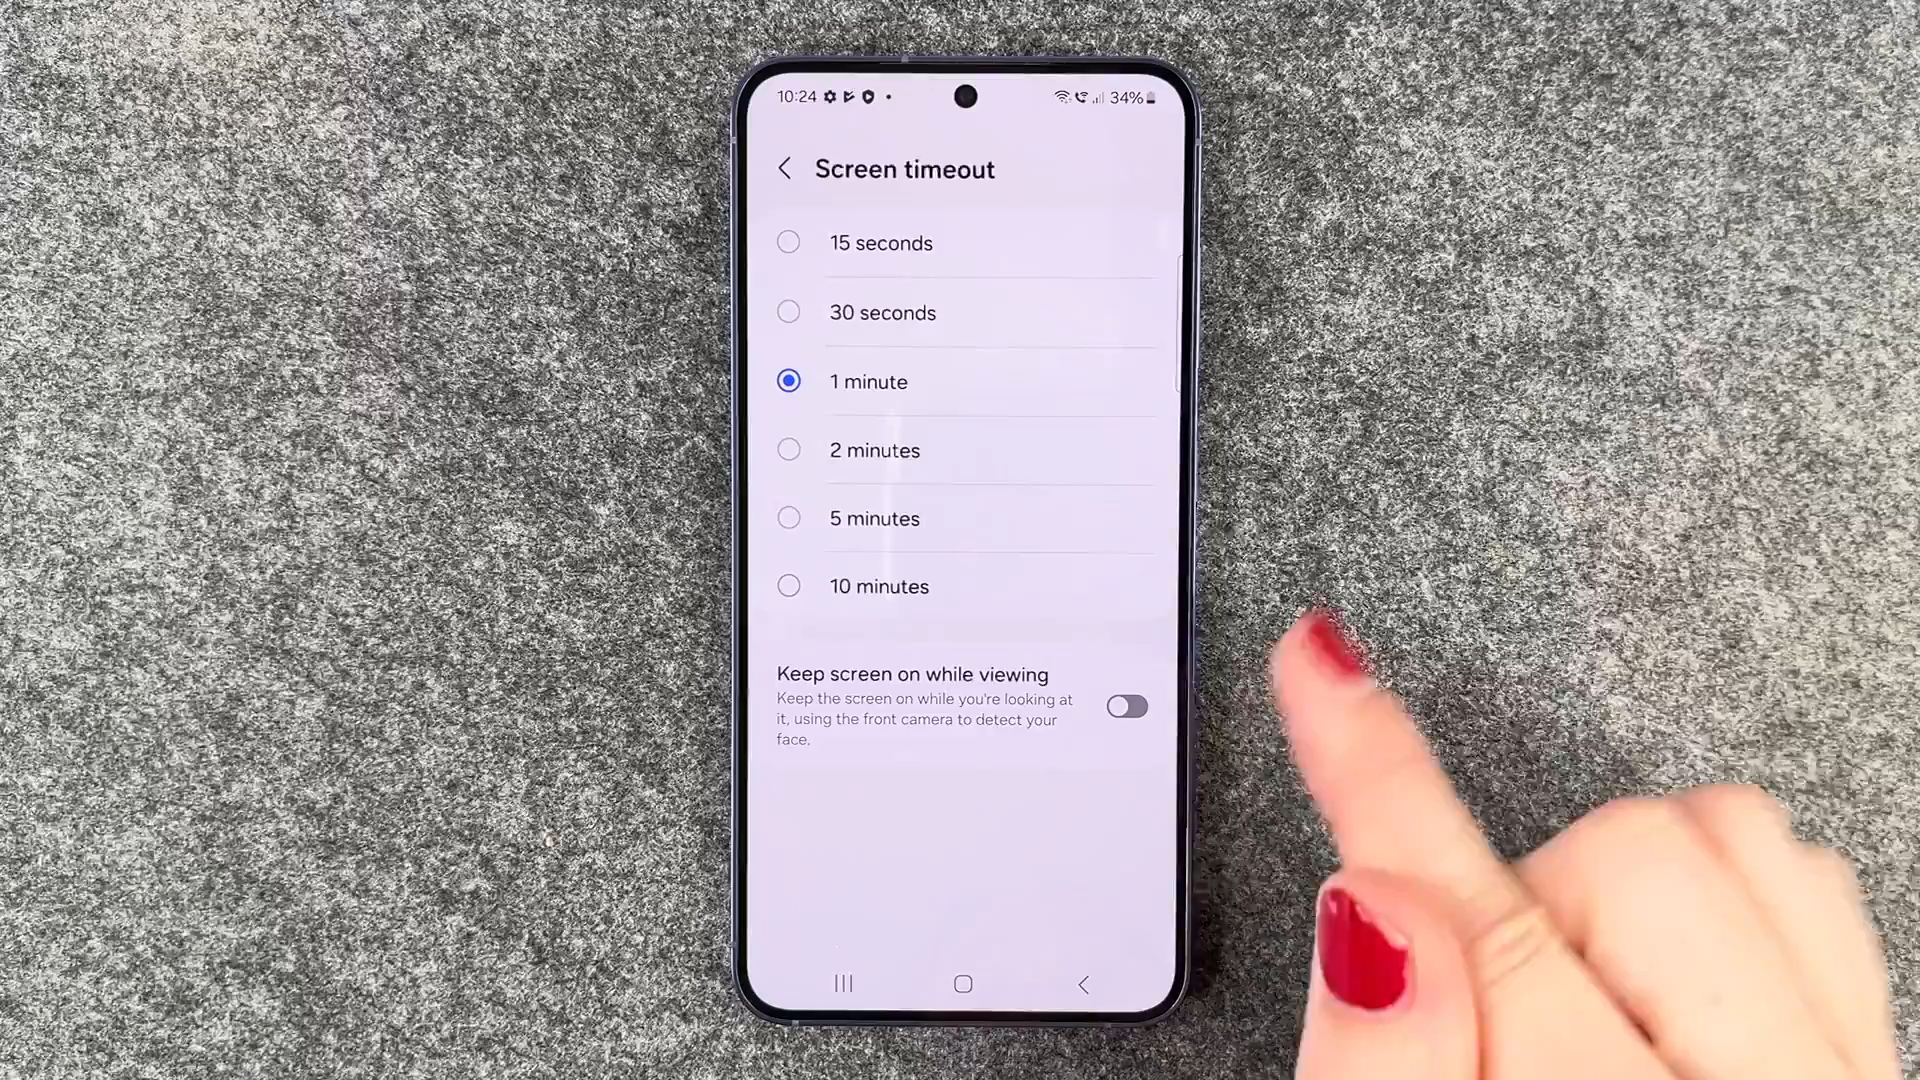 10:24
34%
Screen timeout
15 seconds
30 seconds
1 minute
2 minutes
5 minutes
10 minutes
Keep screen on while viewing
Keep the screen on while you're looking at
it, using the front camera to detect your
face.